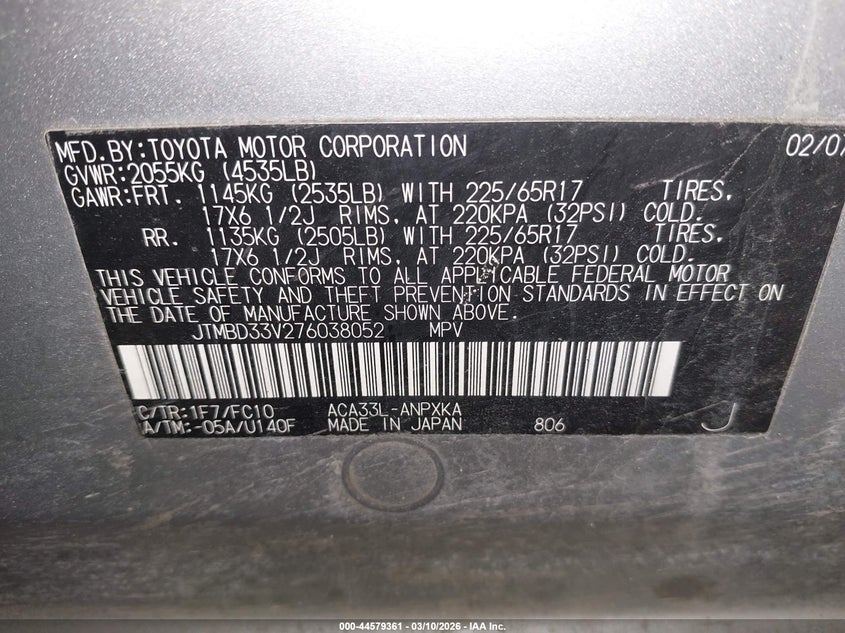 MFD.BY:TOYOTA MOTOR CORPORATION 02/07
GVWR:2055KG (4535LB)
GAWR:FRT. 1145KG (2535LB) WITH 225/65R17 TIRES,
17X6 1/2J RIMS, AT 220KPA (32PSI) COLD.
RR. 1135KG (2505LB) WITH 225/65R17 TIRES,
17X6 1/2J RIMS, AT 220KPA (32PSI) COLD.
THIS VEHICLE CONFORMS TO ALL APPLICABLE FEDERAL MOTOR
VEHICLE SAFETY AND THEFT PREVENTION STANDARDS IN EFFECT ON
THE DATE OF MANUFACTURE SHOWN ABOVE.
JTMBD33V276038052 MPV
C/TR:1F7/FC10 ACA33L-ANPXKA
A/TM:-05A/U140F MADE IN JAPAN 806 J
000-44579361 - 03/10/2026 - IAA Inc.